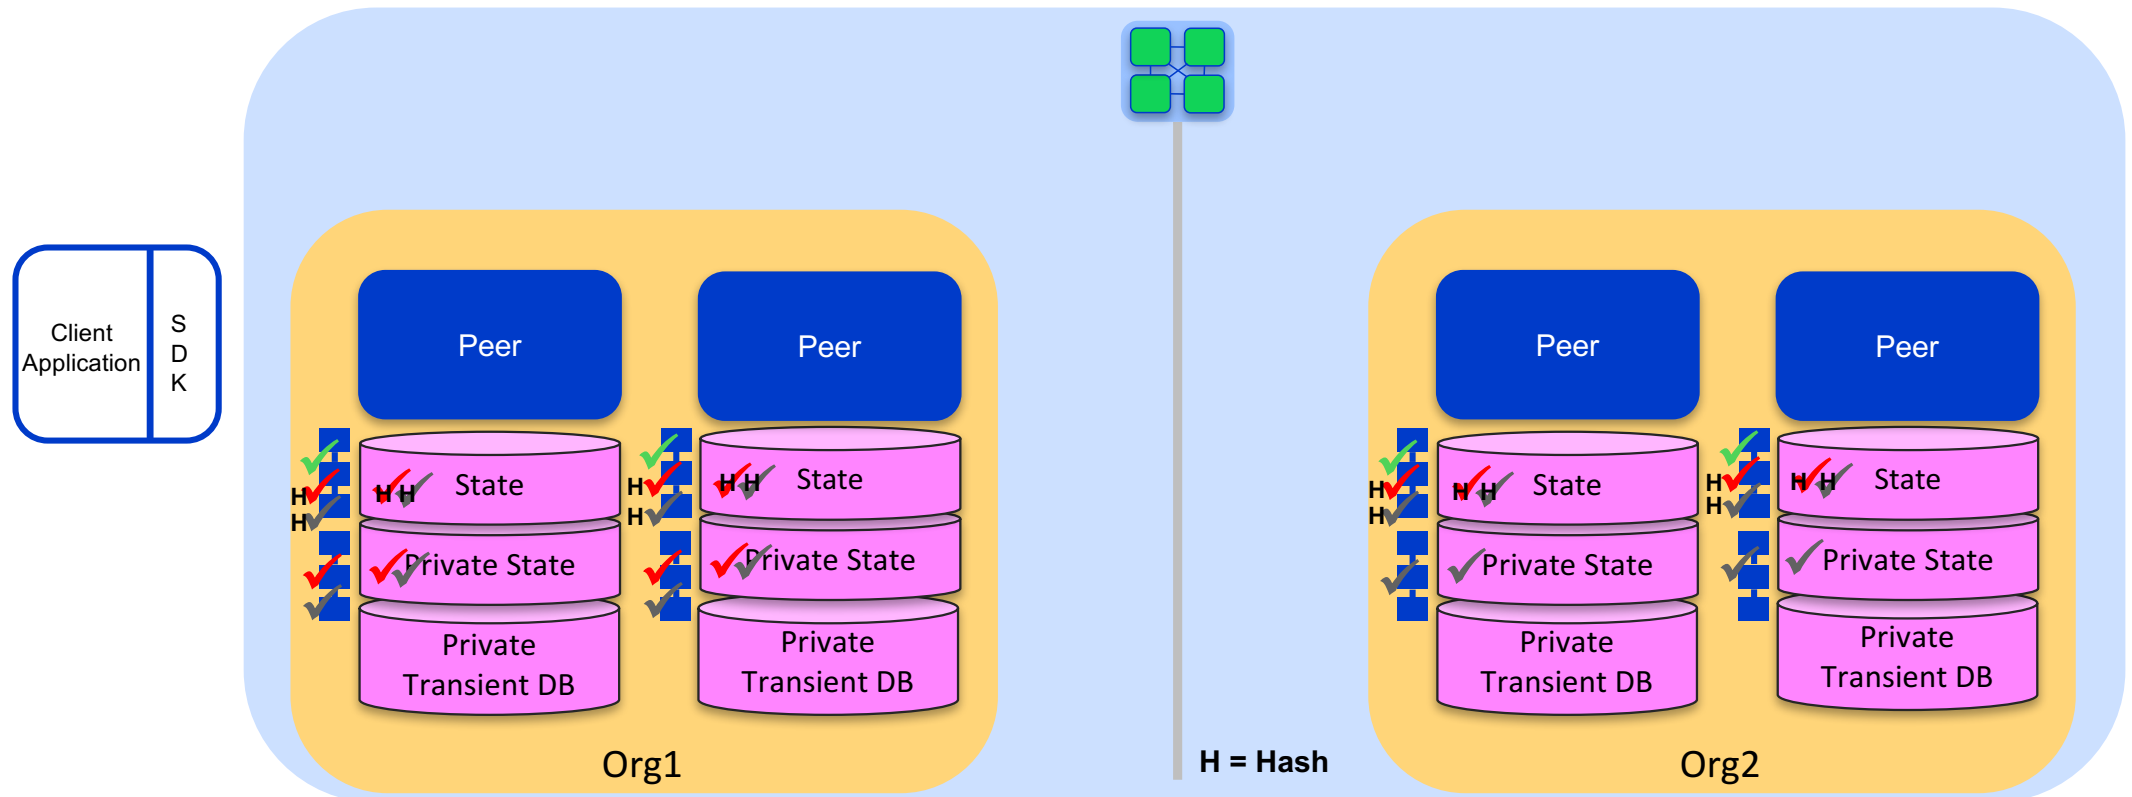 Client
Application
S
D
K
Peer
Peer
Peer
Peer
H
H
H H
State
H
H
H H
State
H
H
H H
State
H
H
H H
State
Private State
Private State
Private State
Private State
Private
Transient DB
Private
Transient DB
Private
Transient DB
Private
Transient DB
Org1
H = Hash
Org2